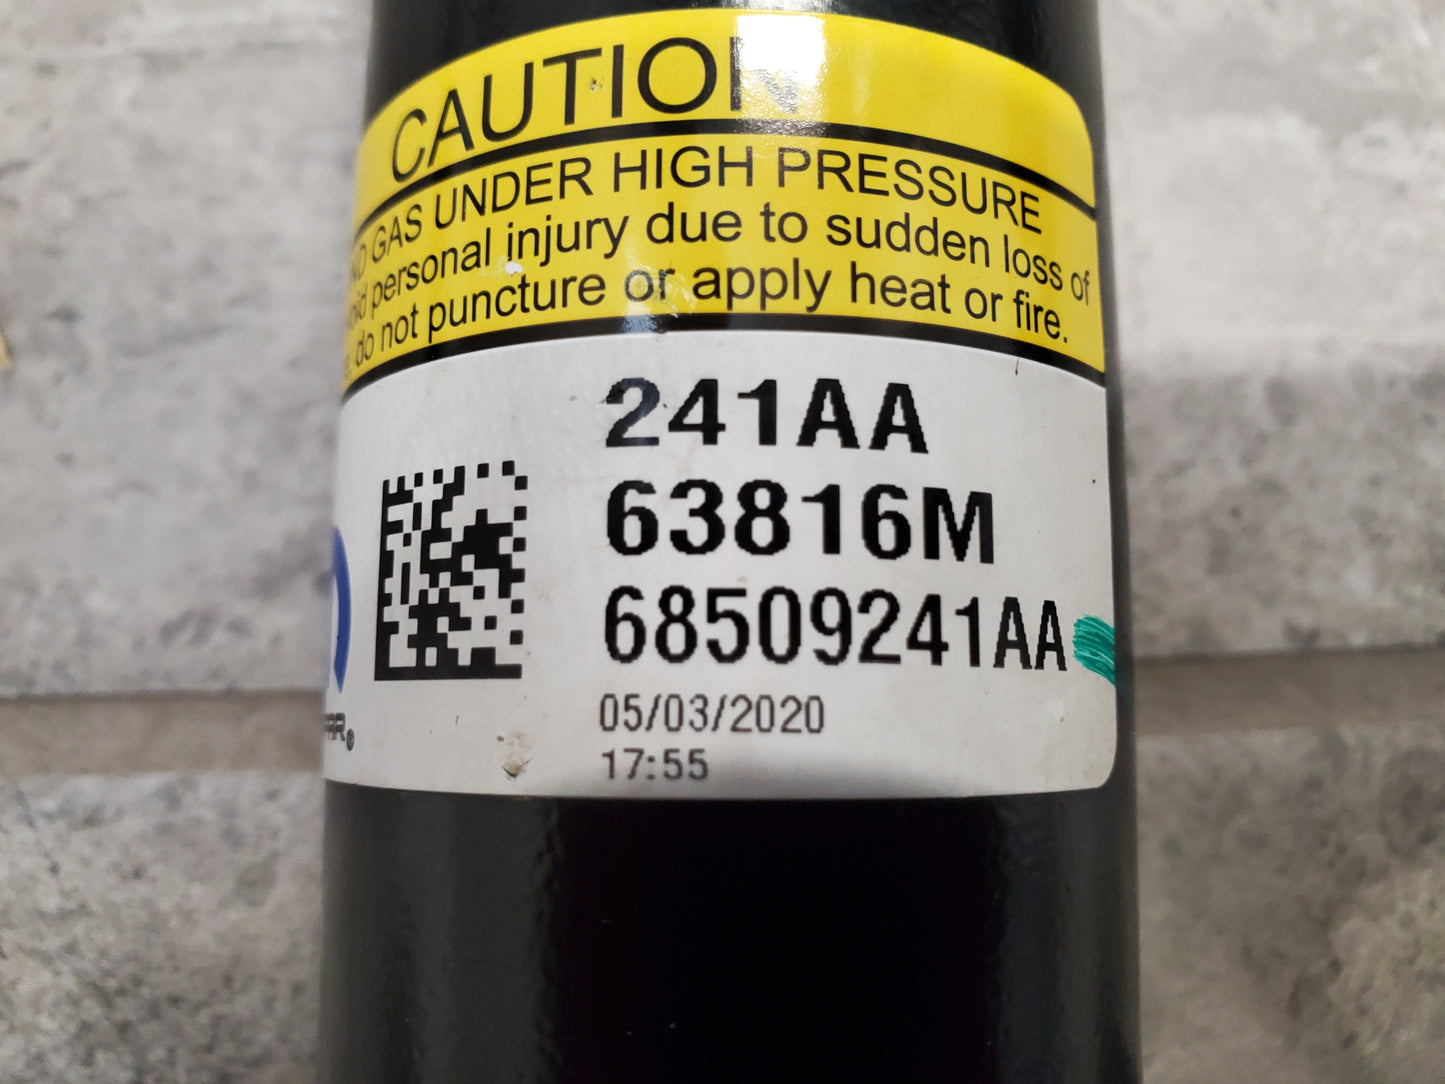 CAUTION
GAS UNDER HIGH PRESSURE
personal injury due to sudden loss of
do not puncture or apply heat or fire.
241AA
63816M
68509241AA
05/03/2020
17:55